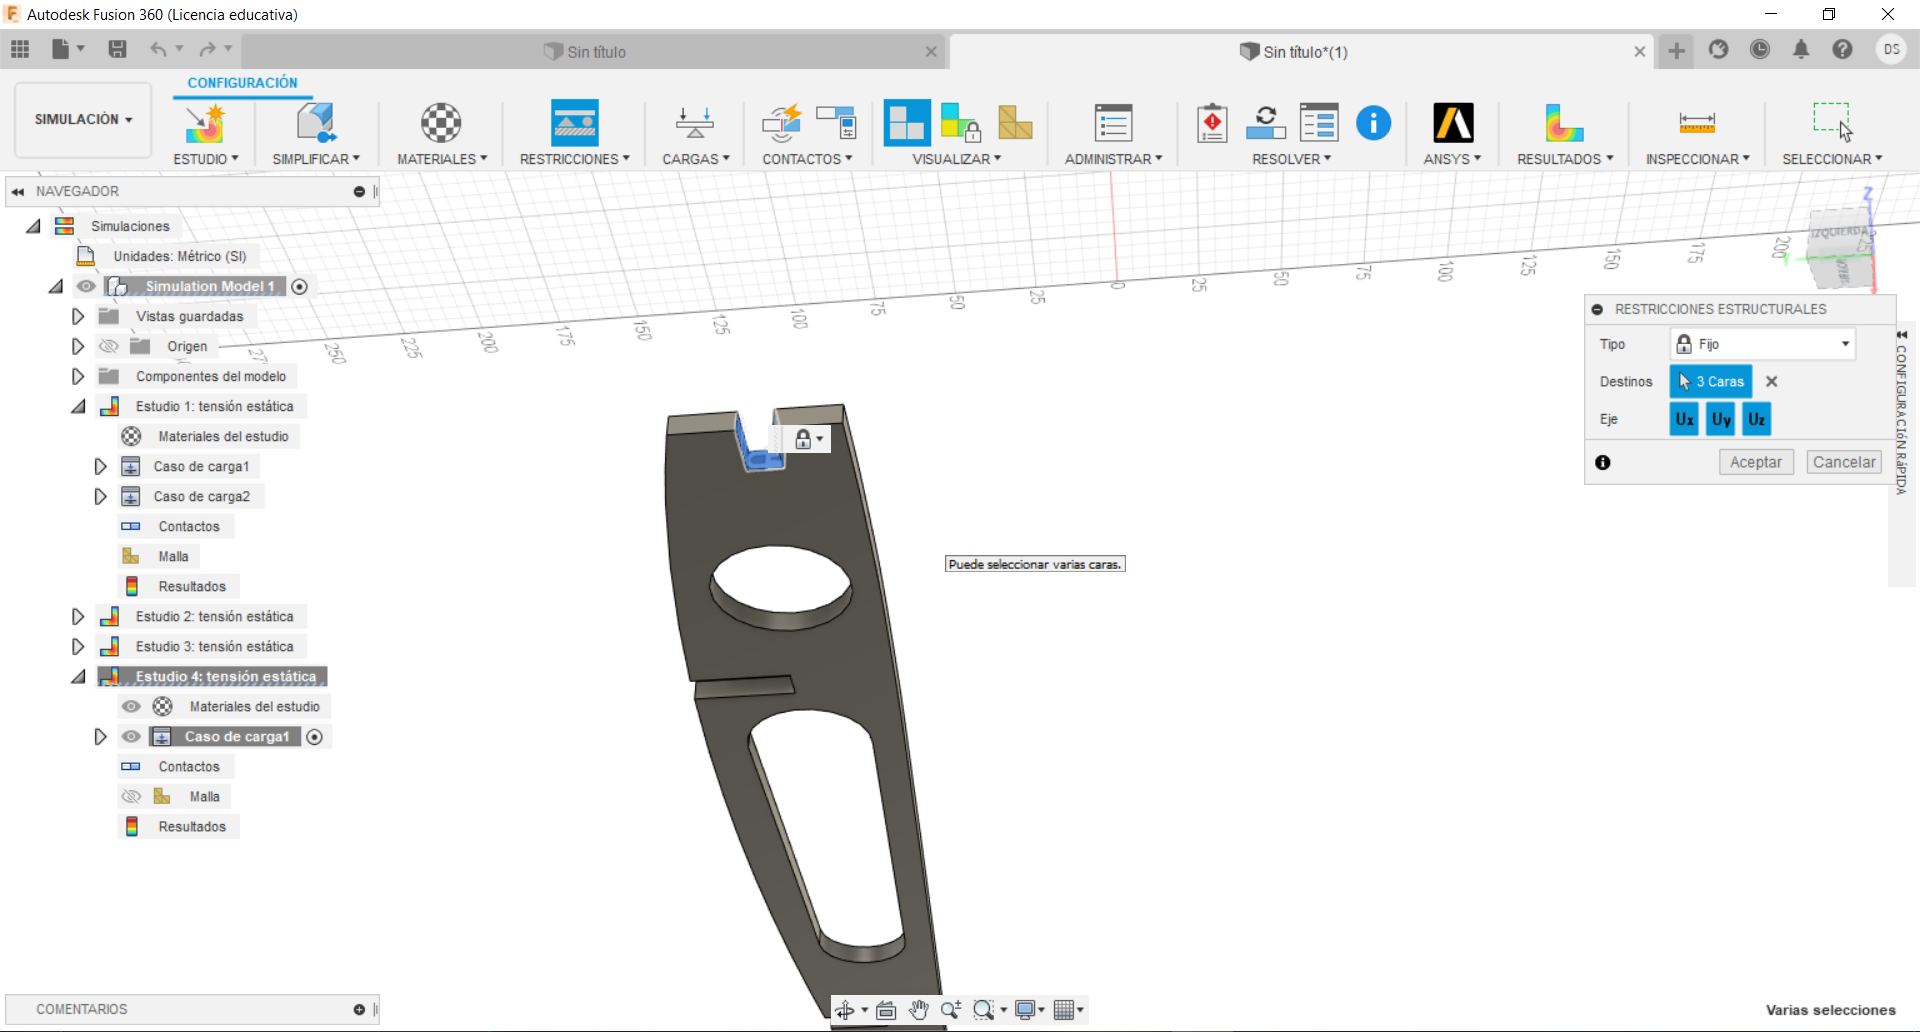 Autodesk Fusion 360 (Licencia educativa)
Sin título
Sin título*(1)
DS
CONFIGURACIÓN
SIMULACIÓN
ESTUDIO
SIMPLIFICAR
MATERIALES
RESTRICCIONES
CARGAS
CONTACTOS
VISUALIZAR
ADMINISTRAR
RESOLVER
ANSYS
RESULTADOS
INSPECCIONAR
SELECCIONAR
NAVEGADOR
Simulaciones
Unidades: Métrico (SI)
Simulation Model 1
Vistas guardadas
Origen
Componentes del modelo
Estudio 1: tensión estática
Materiales del estudio
Caso de carga1
Caso de carga2
Contactos
Malla
Resultados
Estudio 2: tensión estática
Estudio 3: tensión estática
Estudio 4: tensión estática
Materiales del estudio
Caso de carga1
Contactos
Malla
Resultados
250
225
200
175
150
125
100
75
50
25
0
25
50
75
100
125
150
175
200
Z
IZQUIERDA
RESTRICCIONES ESTRUCTURALES
Tipo
Fijo
Destinos
3 Caras
Eje
Ux
Uy
Uz
Aceptar
Cancelar
CONFIGURACIÓN RÁPIDA
Puede seleccionar varias caras.
COMENTARIOS
Varias selecciones